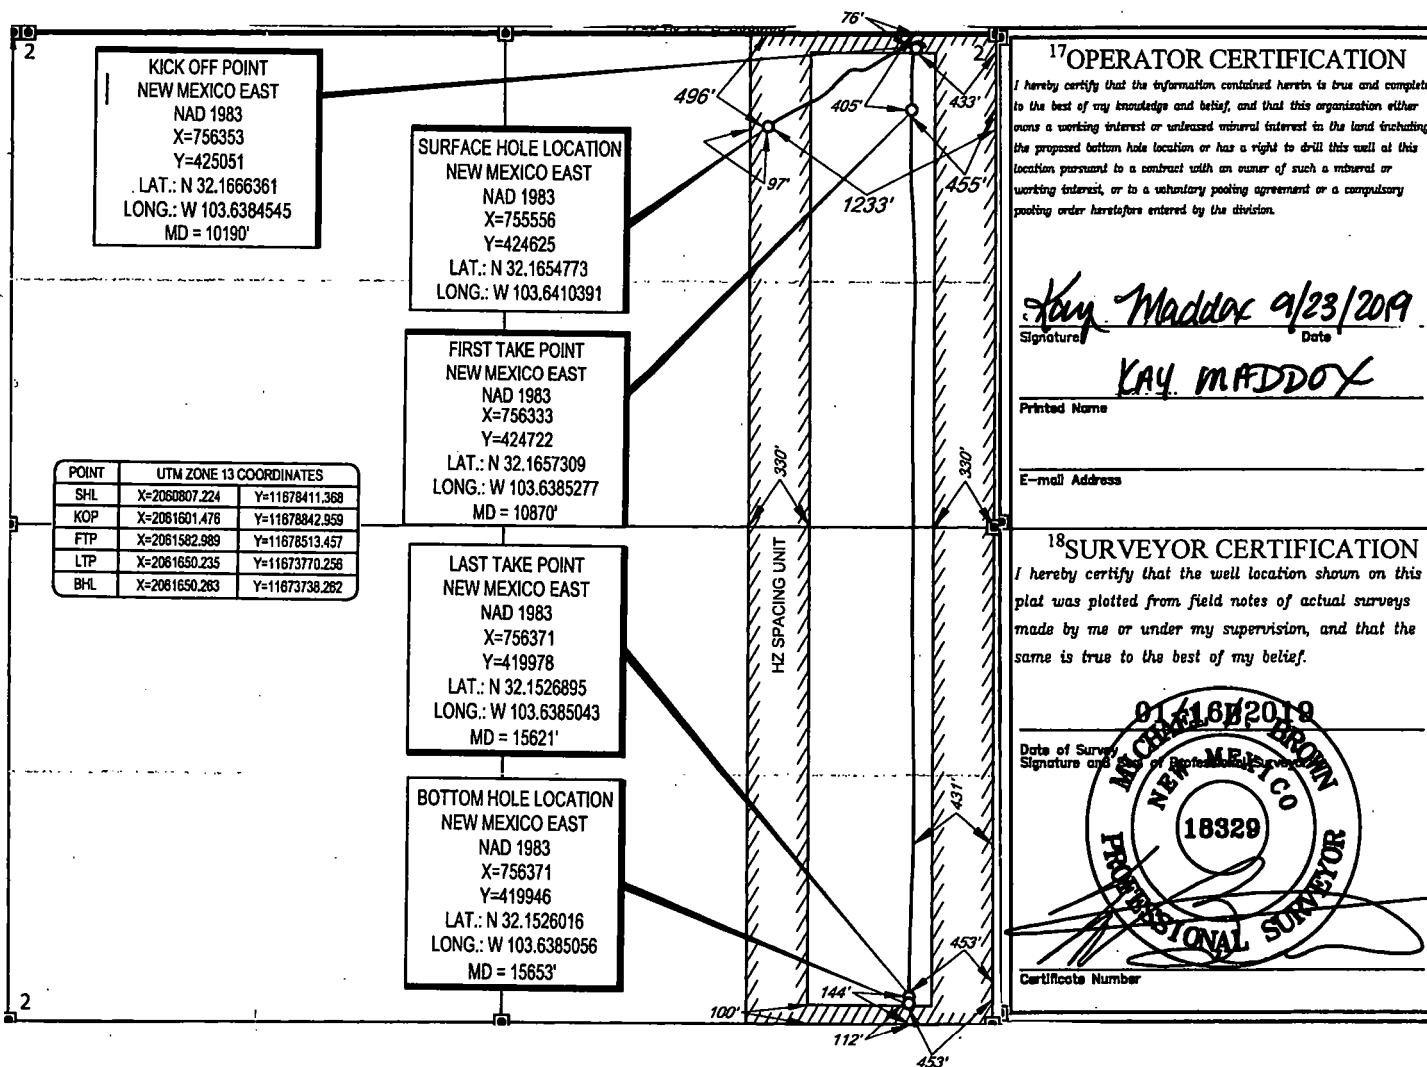 2
76'
2
KICK OFF POINT
NEW MEXICO EAST
NAD 1983
X=756353
Y=425051
LAT.: N 32.1666361
LONG.: W 103.6384545
MD = 10190'
496'
405'
433'
97'
1233'
455'
SURFACE HOLE LOCATION
NEW MEXICO EAST
NAD 1983
X=755556
Y=424625
LAT.: N 32.1654773
LONG.: W 103.6410391
FIRST TAKE POINT
NEW MEXICO EAST
NAD 1983
X=756333
Y=424722
LAT.: N 32.1657309
LONG.: W 103.6385277
MD = 10870'
330'
330'
HZ SPACING UNIT
POINT UTM ZONE 13 COORDINATES
SHL X=2060807.224 Y=11678411.368
KOP X=2061601.476 Y=11678842.959
FTP X=2061582.989 Y=11678513.457
LTP X=2061650.235 Y=11673770.256
BHL X=2061650.263 Y=11673738.262
LAST TAKE POINT
NEW MEXICO EAST
NAD 1983
X=756371
Y=419978
LAT.: N 32.1526895
LONG.: W 103.6385043
MD = 15621'
BOTTOM HOLE LOCATION
NEW MEXICO EAST
NAD 1983
X=756371
Y=419946
LAT.: N 32.1526016
LONG.: W 103.6385056
MD = 15653'
431'
453'
144'
100'
112'
453'
2
17 OPERATOR CERTIFICATION
I hereby certify that the information contained herein is true and complete
to the best of my knowledge and belief, and that this organization either
owns a working interest or unleased mineral interest in the land including
the proposed bottom hole location or has a right to drill this well at this
location pursuant to a contract with an owner of such a mineral or
working interest, or to a voluntary pooling agreement or a compulsory
pooling order heretofore entered by the division.
Kay Maddox 9/23/2019
Signature Date
KAY MADDOX
Printed Name
E-mail Address
18 SURVEYOR CERTIFICATION
I hereby certify that the well location shown on this
plat was plotted from field notes of actual surveys
made by me or under my supervision, and that the
same is true to the best of my belief.
01/16/2019
Date of Survey
Signature and Seal of Professional Surveyor
MICHAEL B. BROWN
NEW MEXICO
18329
PROFESSIONAL SURVEYOR
Certificate Number